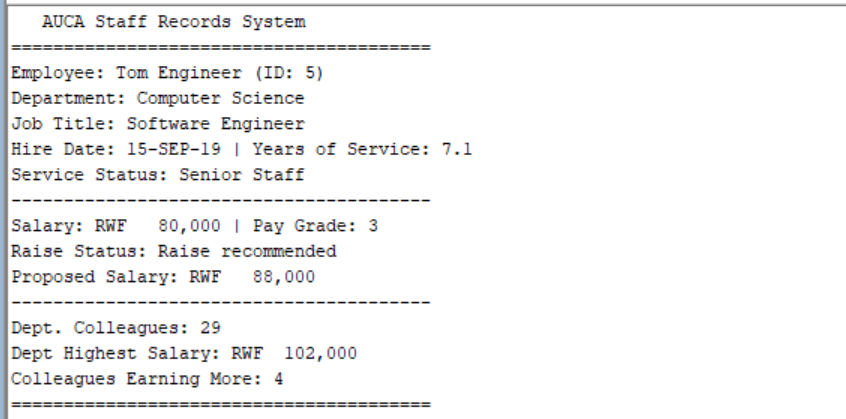 AUCA Staff Records System
========================================
Employee: Tom Engineer (ID: 5)
Department: Computer Science
Job Title: Software Engineer
Hire Date: 15-SEP-19 | Years of Service: 7.1
Service Status: Senior Staff
----------------------------------------
Salary: RWF   80,000 | Pay Grade: 3
Raise Status: Raise recommended
Proposed Salary: RWF   88,000
----------------------------------------
Dept. Colleagues: 29
Dept Highest Salary: RWF  102,000
Colleagues Earning More: 4
========================================